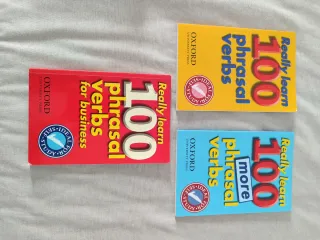 Really learn
100
phrasal
verbs
for business
OXFORD
Really learn
100
phrasal
verbs
OXFORD
Really learn
100
more
phrasal
verbs
OXFORD